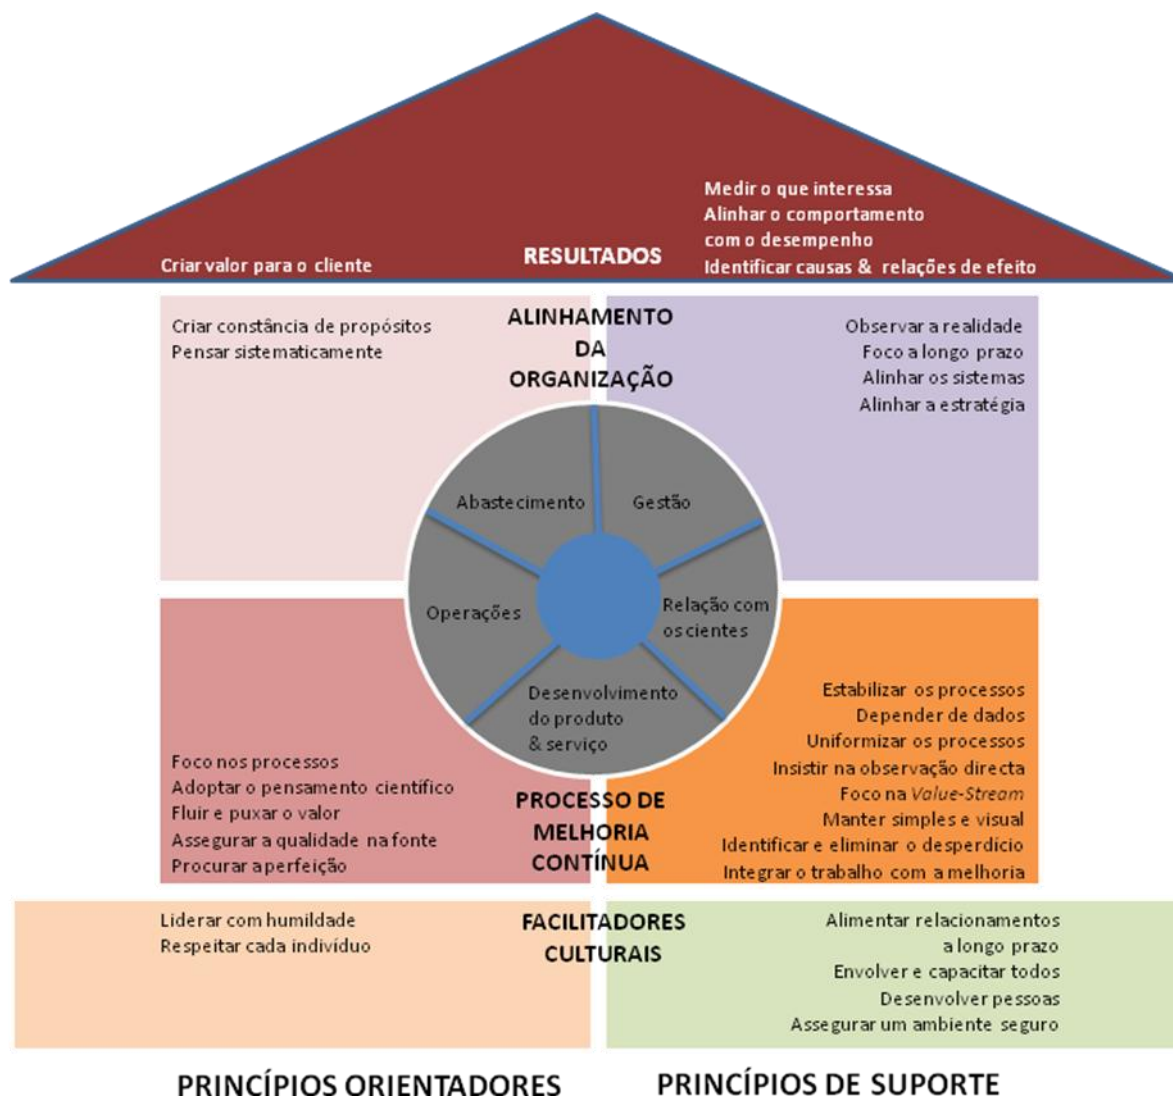 Medir o que interessa
Alinhar o comportamento
com o desempenho
Identificar causas & relações de efeito
RESULTADOS
Criar valor para o cliente
ALINHAMENTO
DA
ORGANIZAÇÃO
Criar constância de propósitos
Pensar sistematicamente
Observar a realidade
Foco a longo prazo
Alinhar os sistemas
Alinhar a estratégia
Abastecimento
Gestão
Operações
Relação com
os cientes
Desenvolvimento
do produto
& serviço
Foco nos processos
Adoptar o pensamento científico
Fluir e puxar o valor
Assegurar a qualidade na fonte
Procurar a perfeição
PROCESSO DE
MELHORIA
CONTÍNUA
Estabilizar os processos
Depender de dados
Uniformizar os processos
Insistir na observação directa
Foco na Value-Stream
Manter simples e visual
Identificar e eliminar o desperdício
Integrar o trabalho com a melhoria
Liderar com humildade
Respeitar cada indivíduo
FACILITADORES
CULTURAIS
Alimentar relacionamentos
a longo prazo
Envolver e capacitar todos
Desenvolver pessoas
Assegurar um ambiente seguro
PRINCÍPIOS ORIENTADORES
PRINCÍPIOS DE SUPORTE